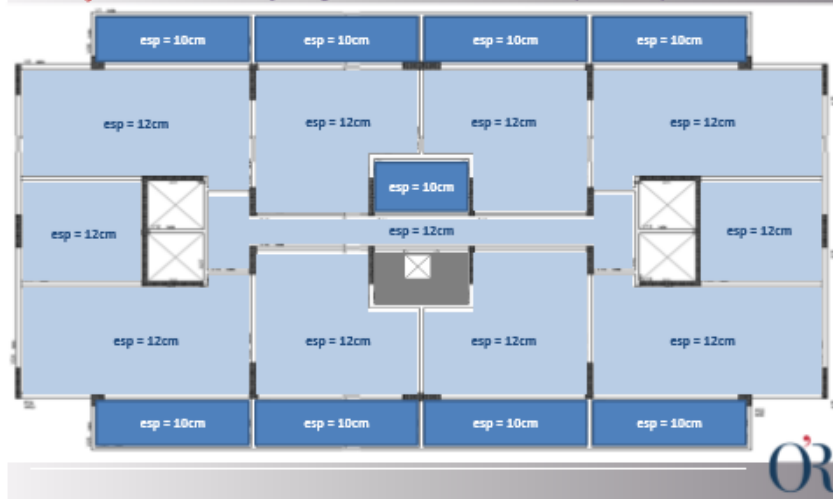 esp = 10cm
esp = 10cm
esp = 10cm
esp = 10cm
esp = 12cm
esp = 12cm
esp = 12cm
esp = 12cm
esp = 10cm
esp = 12cm
esp = 12cm
esp = 12cm
esp = 12cm
esp = 12cm
esp = 12cm
esp = 12cm
esp = 10cm
esp = 10cm
esp = 10cm
esp = 10cm
O'R